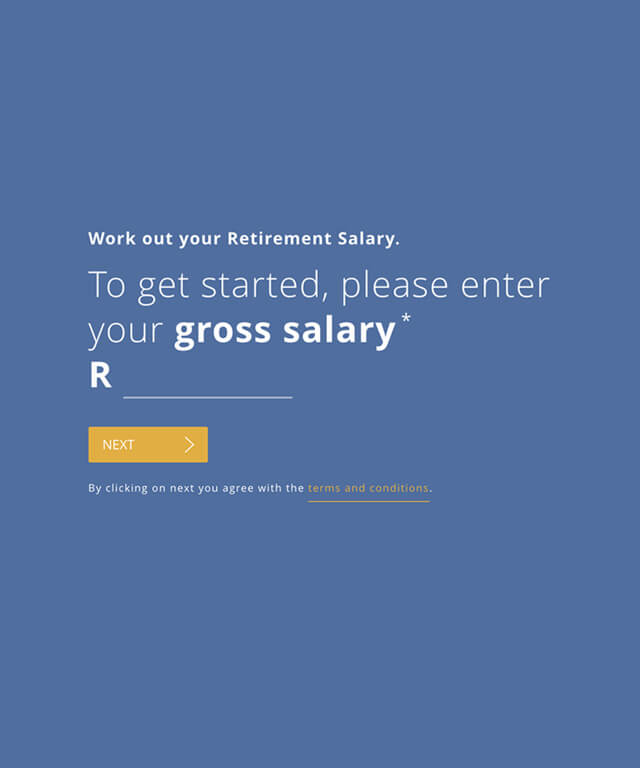 Work out your Retirement Salary.
To get started, please enter
your gross salary*
R
NEXT
By clicking on next you agree with the terms and conditions.